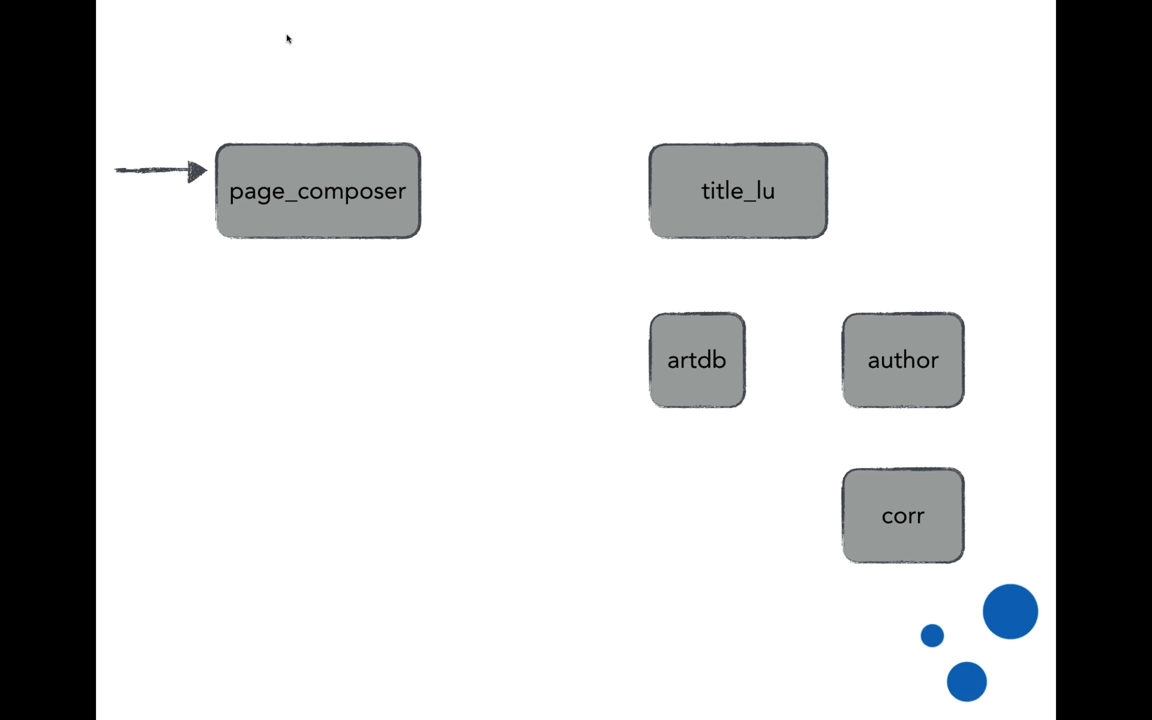 page_composer
title_lu
artdb
author
corr